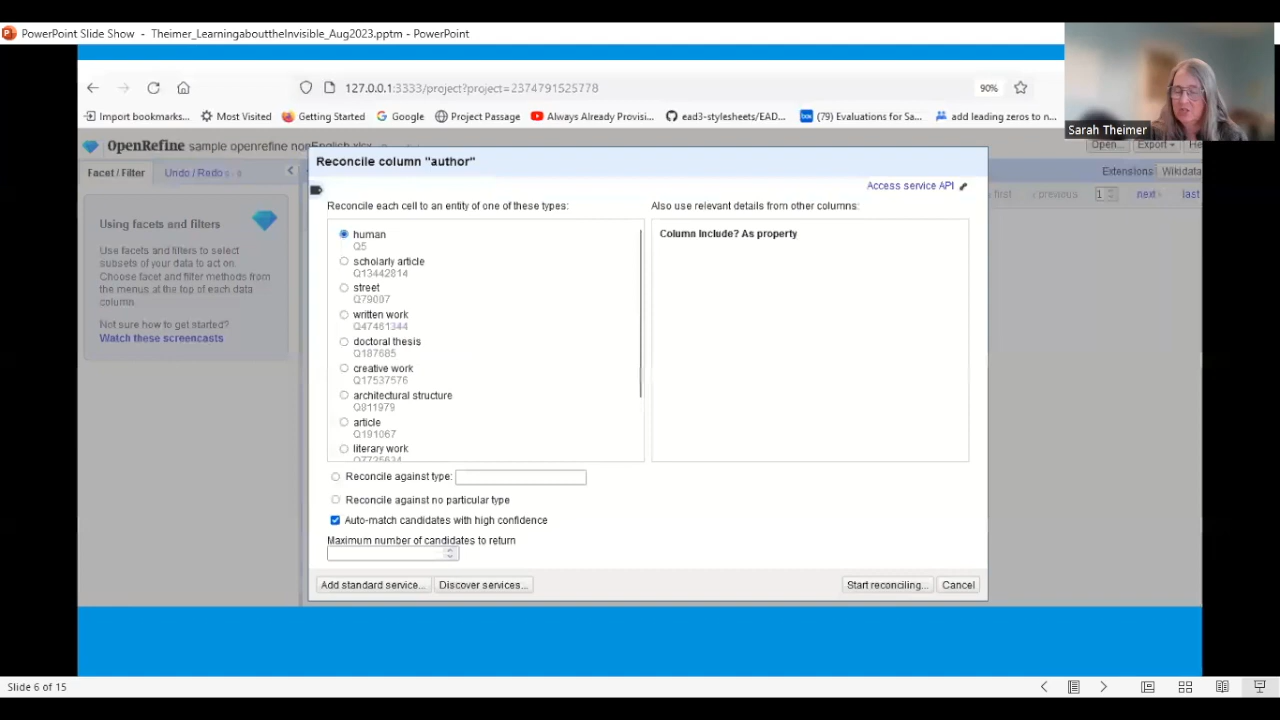 PowerPoint Slide Show - Theimer_LearningabouttheInvisible_Aug2023.pptm - PowerPoint
127.0.0.1:3333/project?project=2374791525778
90%
Import bookmarks...
Most Visited
Getting Started
Google
Project Passage
Always Already Provisi...
ead3-stylesheets/EAD...
(79) Evaluations for Sa...
add leading zeros to n...
Sarah Theimer
OpenRefine sample openrefine nonEnglish.xlsx
Open...
Export
He
Facet / Filter
Undo / Redo
Extensions:
Wikidata
first
previous
1
next
last
Using facets and filters
Use facets and filters to select
subsets of your data to act on.
Choose facet and filter methods from
the menus at the top of each data
column.
Not sure how to get started?
Watch these screencasts
Reconcile column "author"
Access service API
Reconcile each cell to an entity of one of these types:
human
Q5
scholarly article
Q13442814
street
Q79007
written work
Q47461344
doctoral thesis
Q187685
creative work
Q17537576
architectural structure
Q811979
article
Q191067
literary work
Q7725634
Also use relevant details from other columns:
Column Include? As property
Reconcile against type:
Reconcile against no particular type
Auto-match candidates with high confidence
Maximum number of candidates to return
Add standard service...
Discover services...
Start reconciling...
Cancel
Slide 6 of 15